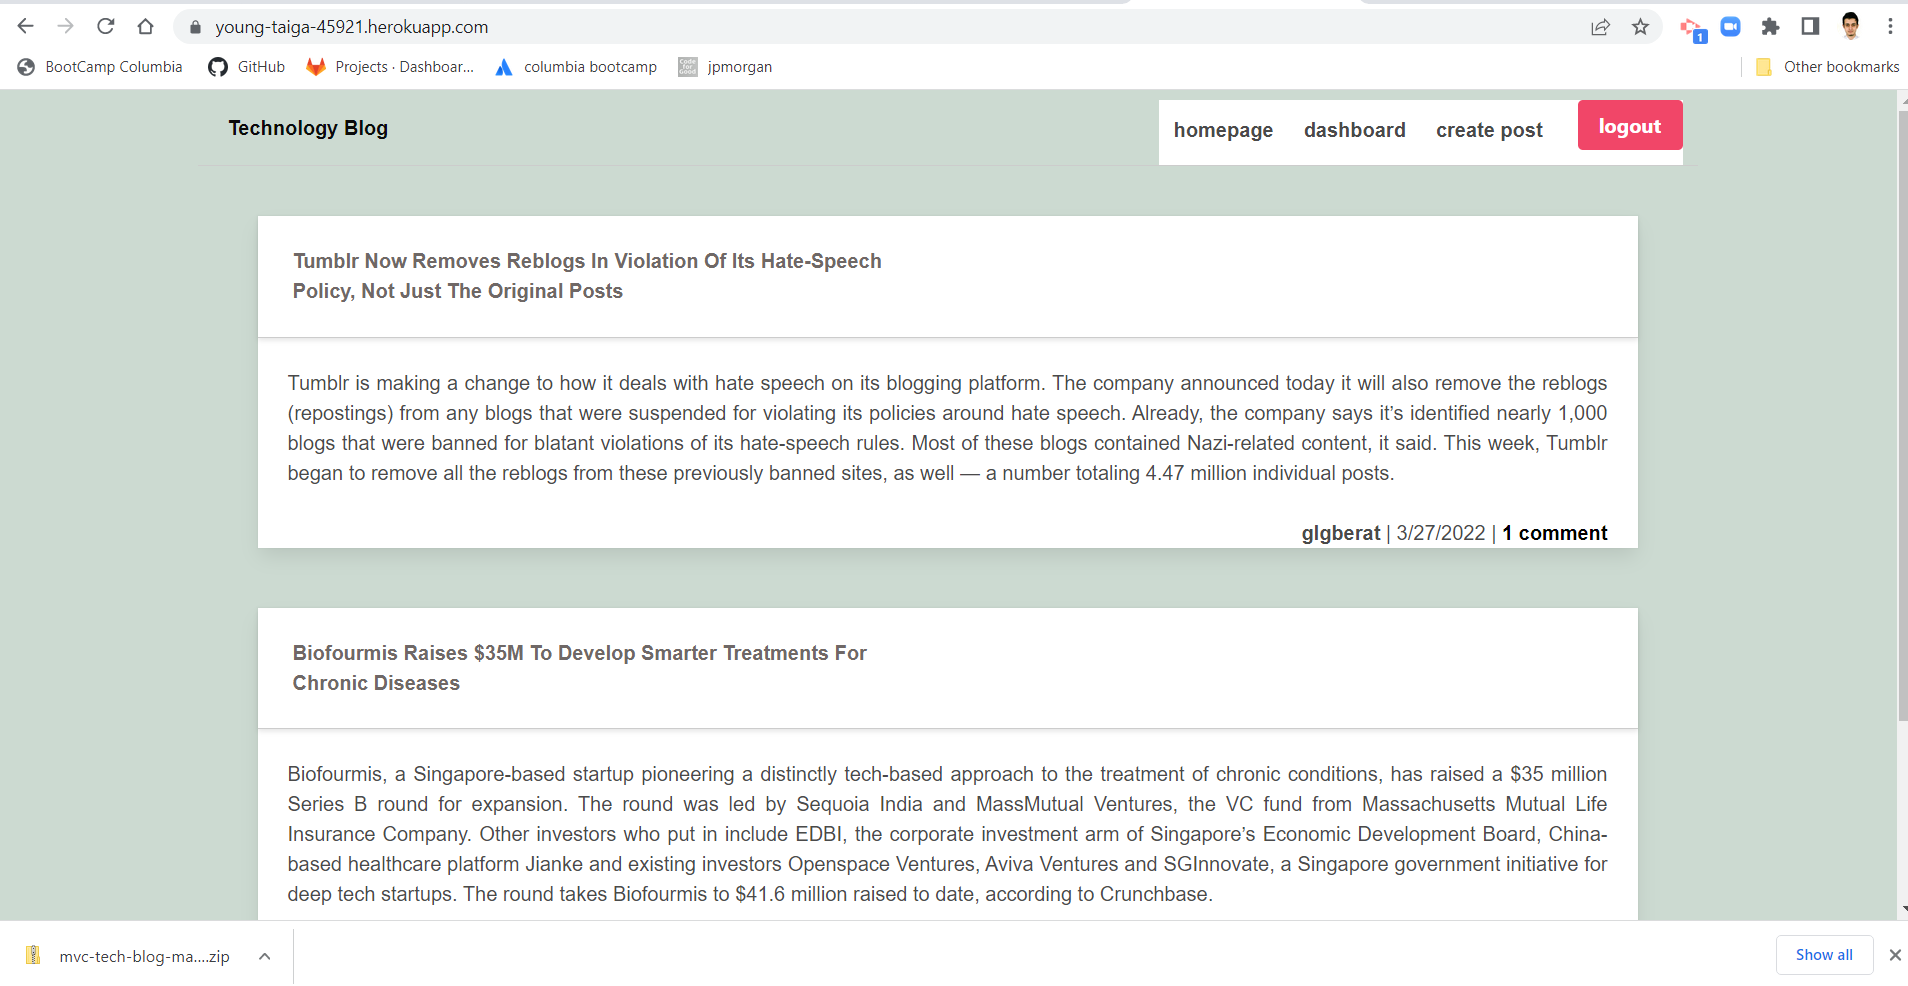 young-taiga-45921.herokuapp.com
1
BootCamp Columbia GitHub Projects · Dashboar... columbia bootcamp Code for Good jpmorgan Other bookmarks
Technology Blog homepage dashboard create post logout
Tumblr Now Removes Reblogs In Violation Of Its Hate-Speech
Policy, Not Just The Original Posts
Tumblr is making a change to how it deals with hate speech on its blogging platform. The company announced today it will also remove the reblogs
(repostings) from any blogs that were suspended for violating its policies around hate speech. Already, the company says it’s identified nearly 1,000
blogs that were banned for blatant violations of its hate-speech rules. Most of these blogs contained Nazi-related content, it said. This week, Tumblr
began to remove all the reblogs from these previously banned sites, as well — a number totaling 4.47 million individual posts.
glgberat | 3/27/2022 | 1 comment
Biofourmis Raises $35M To Develop Smarter Treatments For
Chronic Diseases
Biofourmis, a Singapore-based startup pioneering a distinctly tech-based approach to the treatment of chronic conditions, has raised a $35 million
Series B round for expansion. The round was led by Sequoia India and MassMutual Ventures, the VC fund from Massachusetts Mutual Life
Insurance Company. Other investors who put in include EDBI, the corporate investment arm of Singapore’s Economic Development Board, China-
based healthcare platform Jianke and existing investors Openspace Ventures, Aviva Ventures and SGInnovate, a Singapore government initiative for
deep tech startups. The round takes Biofourmis to $41.6 million raised to date, according to Crunchbase.
mvc-tech-blog-ma....zip Show all